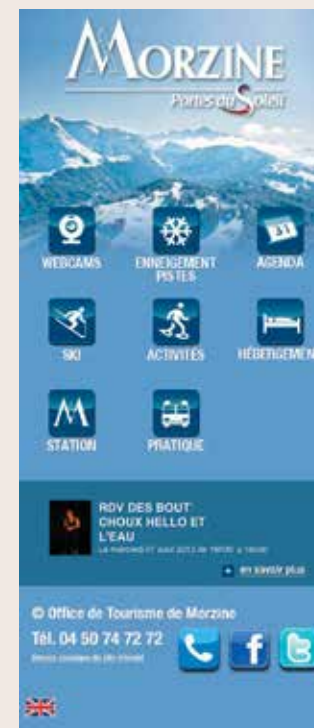 MORZINE
Portes du Soleil
WEBCAMS
ENNEIGEMENT
PISTES
AGENDA
31
SKI
ACTIVITÉS
HÉBERGEMEN
STATION
PRATIQUE
RDV DES BOUT
CHOUX HELLO ET
L'EAU
en savoir plus
© Office de Tourisme de Morzine
Tél. 04 50 74 72 72